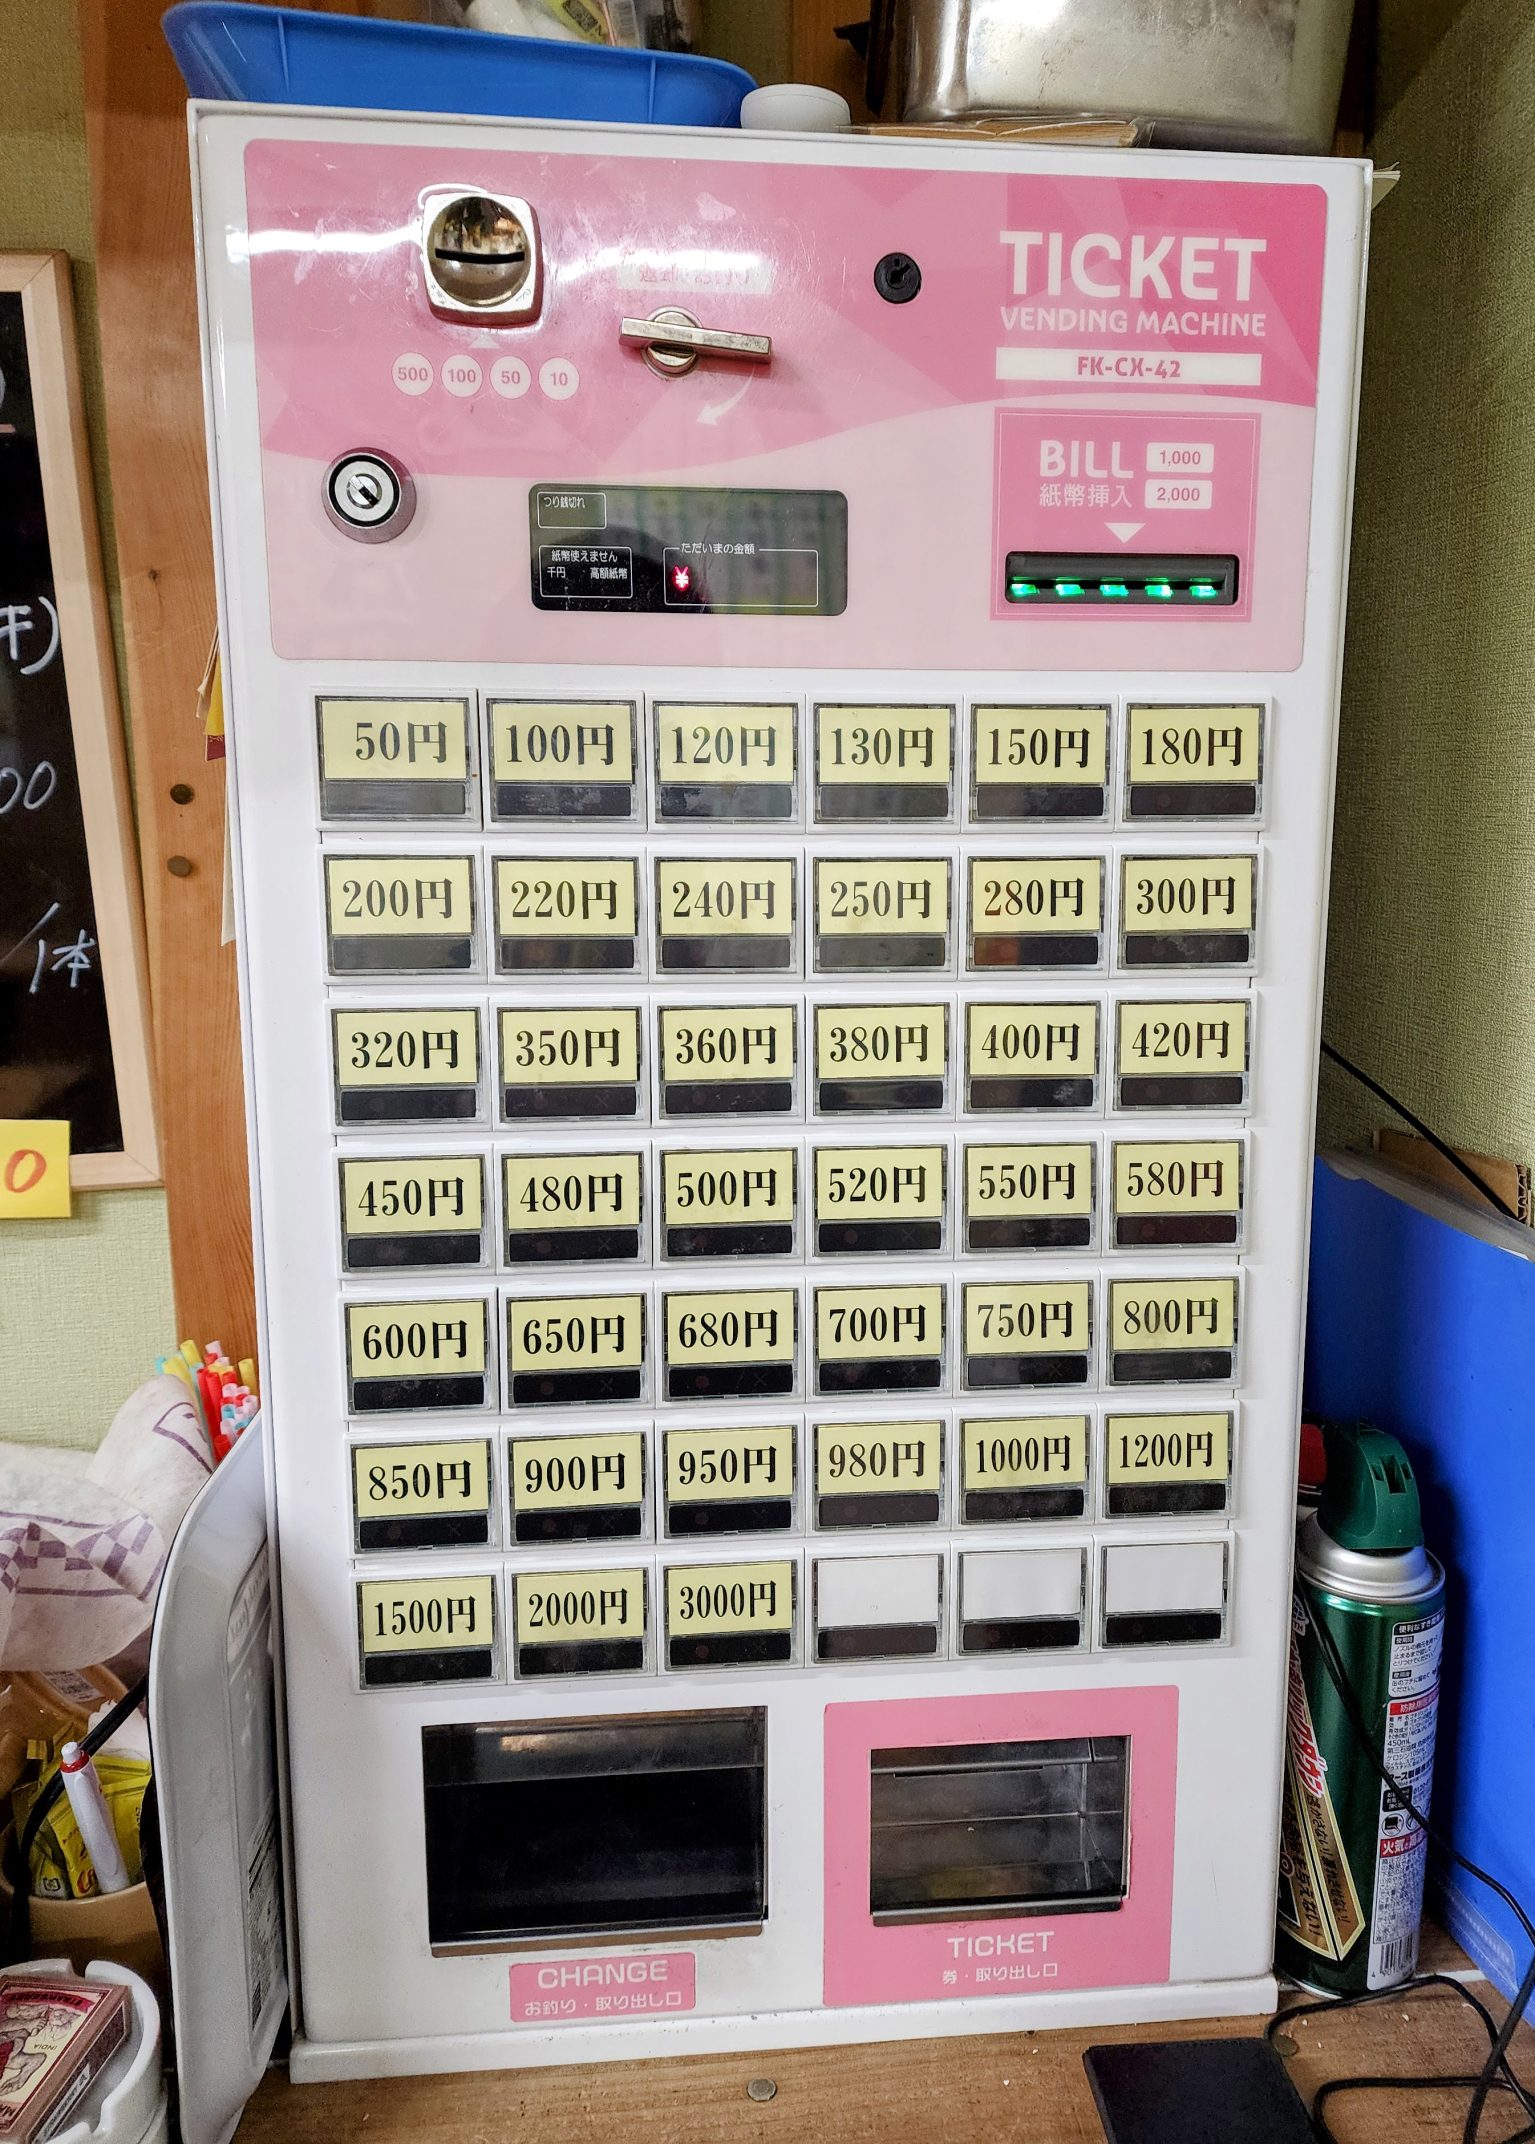 TICKET
VENDING MACHINE
FK-CX-42
500 100 50 10
BILL 1,000
紙幣挿入 2,000
つり銭切れ
紙幣使えません
千円 高額紙幣
ただいまの金額
¥
50円 100円 120円 130円 150円 180円
200円 220円 240円 250円 280円 300円
320円 350円 360円 380円 400円 420円
450円 480円 500円 520円 550円 580円
600円 650円 680円 700円 750円 800円
850円 900円 950円 980円 1000円 1200円
1500円 2000円 3000円
CHANGE
お釣り・取り出し口
TICKET
券・取り出し口
/1本
0
INDIA
450mL